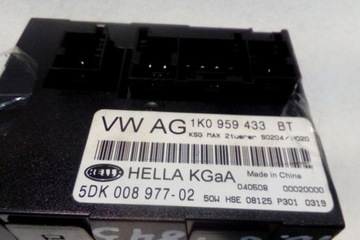 VW AG 1K0 959 433 BT
KSG MAX 2tuerer S0204/H020
HELLA
HELLA KGaA Made in China
040508 00020000
5DK 008 977-02 50W HSE 08125 P301 0319